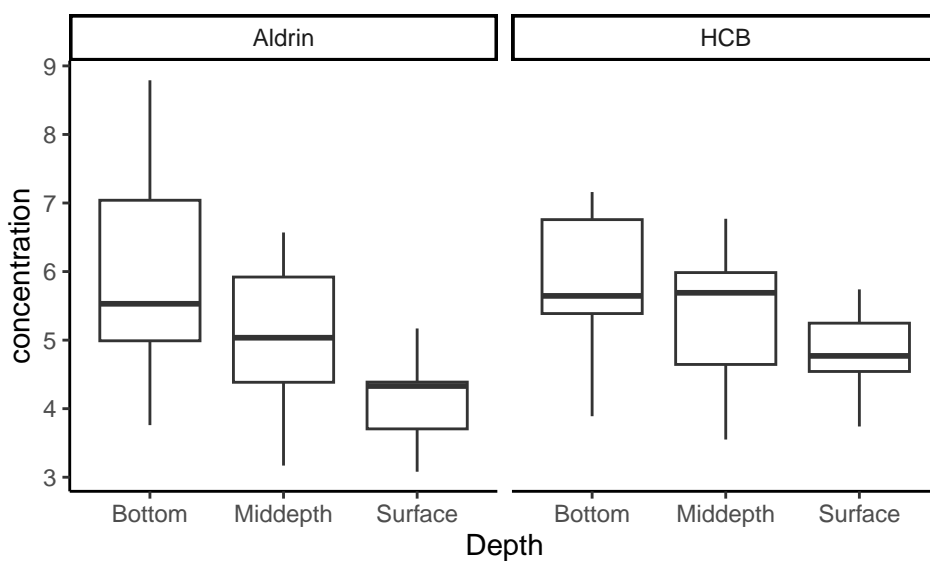 Aldrin HCB
9
8
7
6
5
4
3
concentration
Bottom Middepth Surface Bottom Middepth Surface
Depth